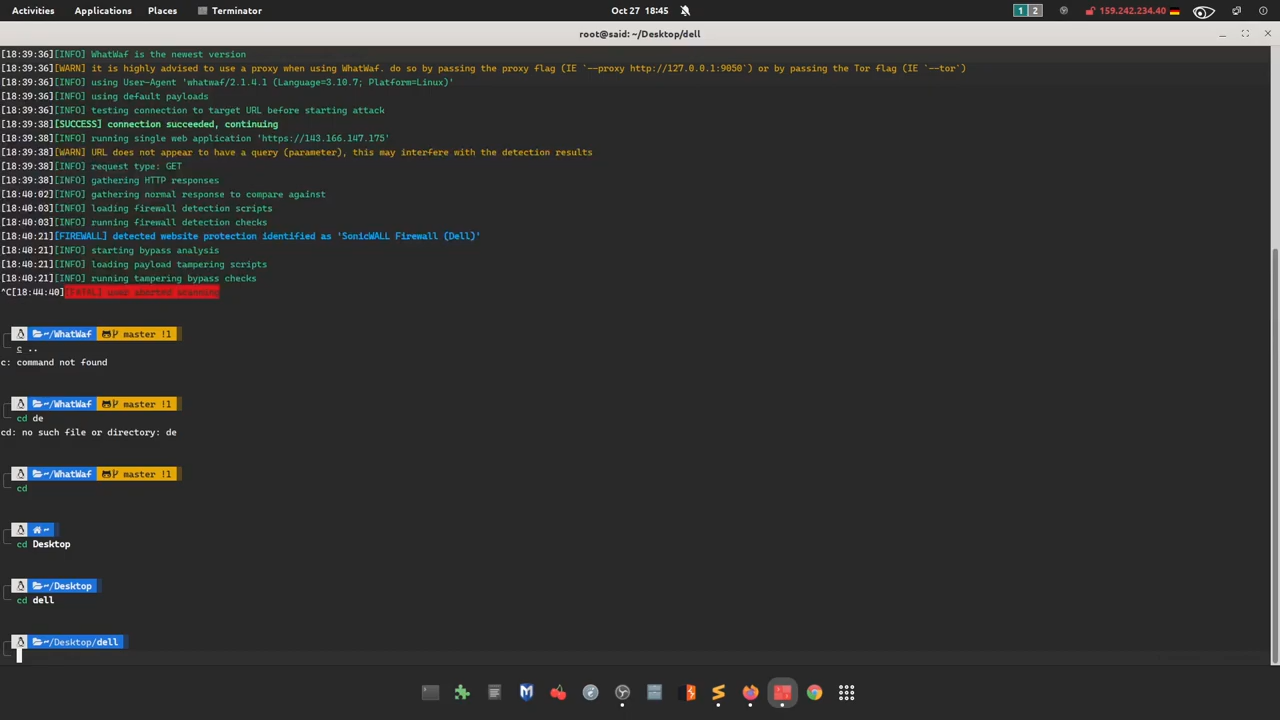 Activities Applications Places Terminator Oct 27 18:45 1 2 159.242.234.40
root@said: ~/Desktop/dell
[18:39:36][INFO] WhatWaf is the newest version
[18:39:36][WARN] it is highly advised to use a proxy when using WhatWaf. do so by passing the proxy flag (IE `--proxy http://127.0.0.1:9050`) or by passing the Tor flag (IE `--tor`)
[18:39:36][INFO] using User-Agent 'whatwaf/2.1.4.1 (Language=3.10.7; Platform=Linux)'
[18:39:36][INFO] using default payloads
[18:39:36][INFO] testing connection to target URL before starting attack
[18:39:38][SUCCESS] connection succeeded, continuing
[18:39:38][INFO] running single web application 'https://143.166.147.175'
[18:39:38][WARN] URL does not appear to have a query (parameter), this may interfere with the detection results
[18:39:38][INFO] request type: GET
[18:39:38][INFO] gathering HTTP responses
[18:40:02][INFO] gathering normal response to compare against
[18:40:03][INFO] loading firewall detection scripts
[18:40:03][INFO] running firewall detection checks
[18:40:21][FIREWALL] detected website protection identified as 'SonicWALL Firewall (Dell)'
[18:40:21][INFO] starting bypass analysis
[18:40:21][INFO] loading payload tampering scripts
[18:40:21][INFO] running tampering bypass checks
^C[18:44:40][FATAL] user aborted scanning
~/WhatWaf master !1
c ..
c: command not found
~/WhatWaf master !1
cd de
cd: no such file or directory: de
~/WhatWaf master !1
cd
~
cd Desktop
~/Desktop
cd dell
~/Desktop/dell